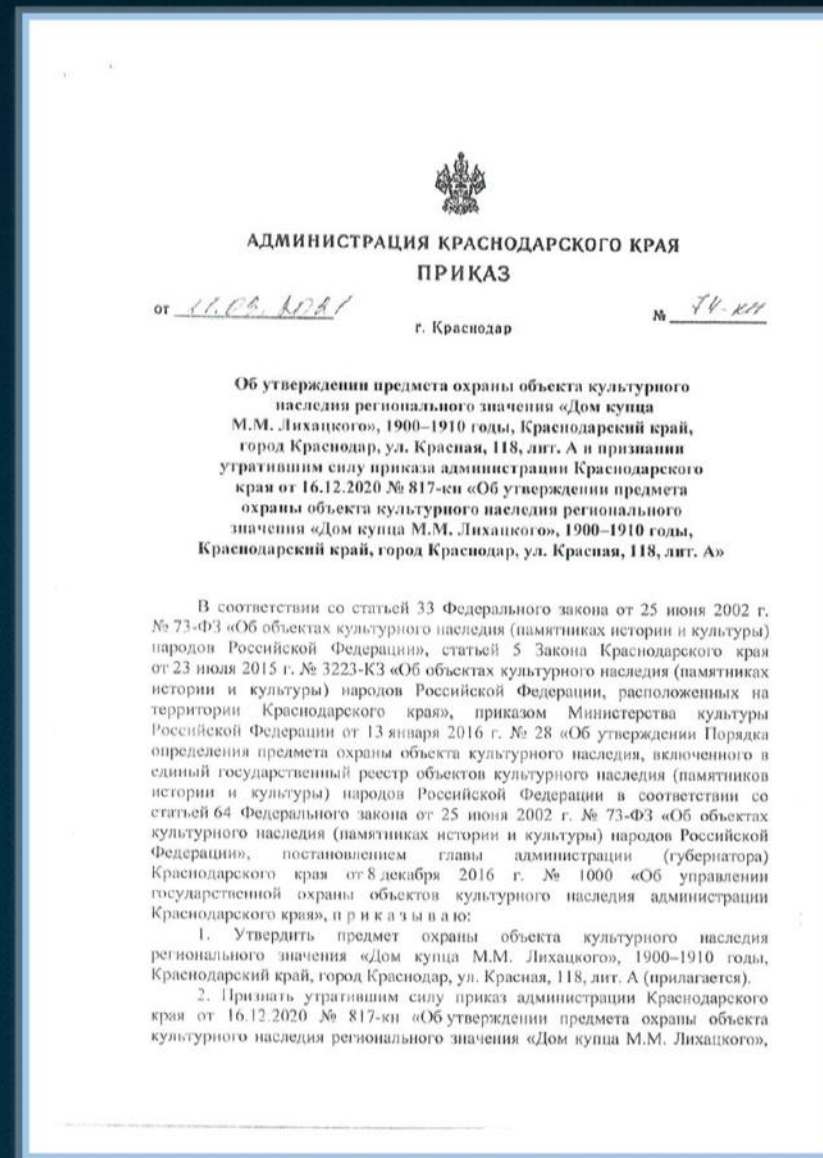 АДМИНИСТРАЦИЯ КРАСНОДАРСКОГО КРАЯ
ПРИКАЗ
от 11.03.2021 № 74-кн
г. Краснодар
Об утверждении предмета охраны объекта культурного
наследия регионального значения «Дом купца
М.М. Лихацкого», 1900–1910 годы, Краснодарский край,
город Краснодар, ул. Красная, 118, лит. А и признании
утратившим силу приказа администрации Краснодарского
края от 16.12.2020 № 817-кн «Об утверждении предмета
охраны объекта культурного наследия регионального
значения «Дом купца М.М. Лихацкого», 1900–1910 годы,
Краснодарский край, город Краснодар, ул. Красная, 118, лит. А»
В соответствии со статьей 33 Федерального закона от 25 июня 2002 г.
№ 73-ФЗ «Об объектах культурного наследия (памятниках истории и культуры)
народов Российской Федерации», статьей 5 Закона Краснодарского края
от 23 июля 2015 г. № 3223-КЗ «Об объектах культурного наследия (памятниках
истории и культуры) народов Российской Федерации, расположенных на
территории Краснодарского края», приказом Министерства культуры
Российской Федерации от 13 января 2016 г. № 28 «Об утверждении Порядка
определения предмета охраны объекта культурного наследия, включенного в
единый государственный реестр объектов культурного наследия (памятников
истории и культуры) народов Российской Федерации в соответствии со
статьей 64 Федерального закона от 25 июня 2002 г. № 73-ФЗ «Об объектах
культурного наследия (памятниках истории и культуры) народов Российской
Федерации», постановлением главы администрации (губернатора)
Краснодарского края от 8 декабря 2016 г. № 1000 «Об управлении
государственной охраны объектов культурного наследия администрации
Краснодарского края», п р и к а з ы в а ю:
1. Утвердить предмет охраны объекта культурного наследия
регионального значения «Дом купца М.М. Лихацкого», 1900–1910 годы,
Краснодарский край, город Краснодар, ул. Красная, 118, лит. А (прилагается).
2. Признать утратившим силу приказ администрации Краснодарского
края от 16.12.2020 № 817-кн «Об утверждении предмета охраны объекта
культурного наследия регионального значения «Дом купца М.М. Лихацкого»,